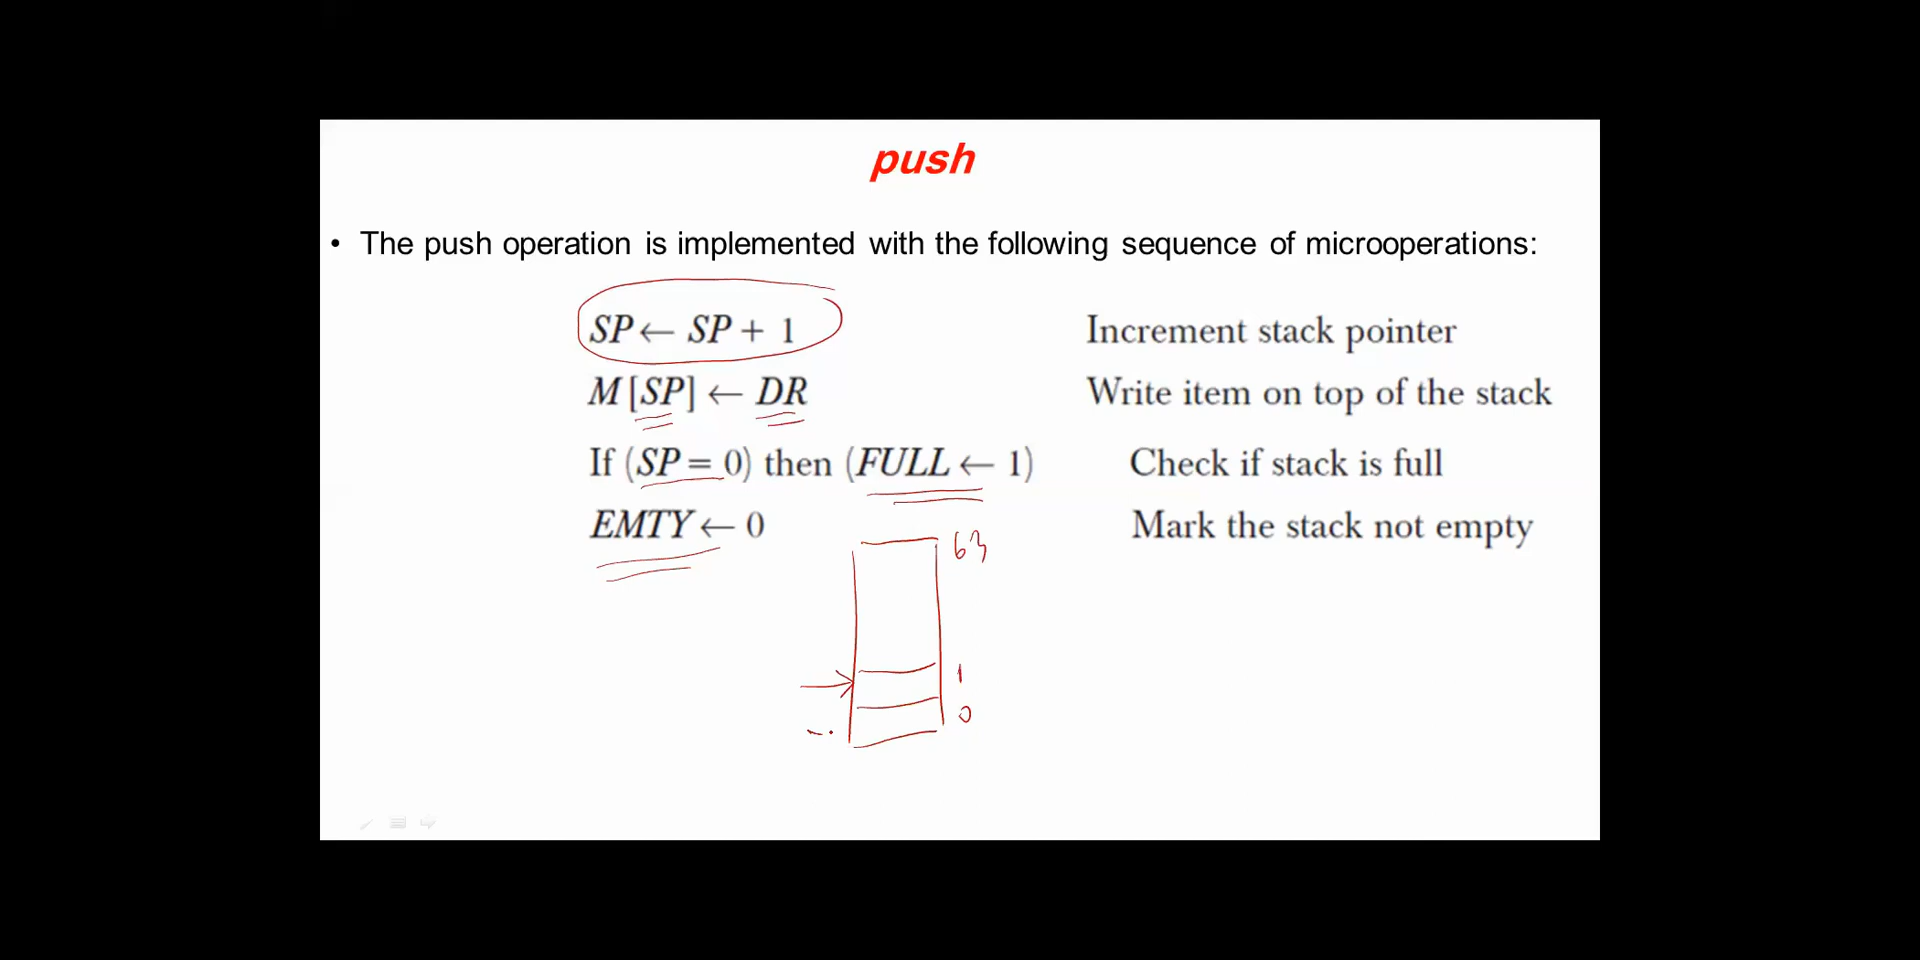 push
• The push operation is implemented with the following sequence of microoperations:
SP ← SP + 1 Increment stack pointer
M [SP] ← DR Write item on top of the stack
If (SP = 0) then (FULL ← 1) Check if stack is full
EMTY ← 0 Mark the stack not empty
63
1
0